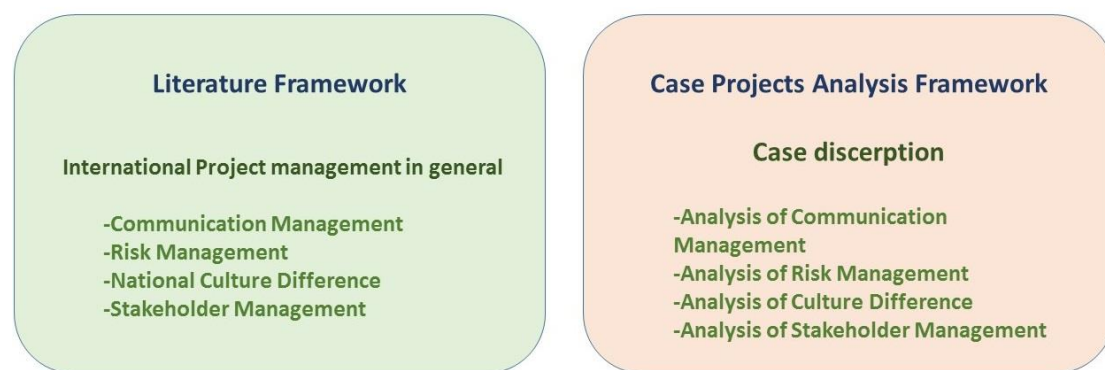 Literature Framework
International Project management in general
-Communication Management
-Risk Management
-National Culture Difference
-Stakeholder Management
Case Projects Analysis Framework
Case discerption
-Analysis of Communication
Management
-Analysis of Risk Management
-Analysis of Culture Difference
-Analysis of Stakeholder Management